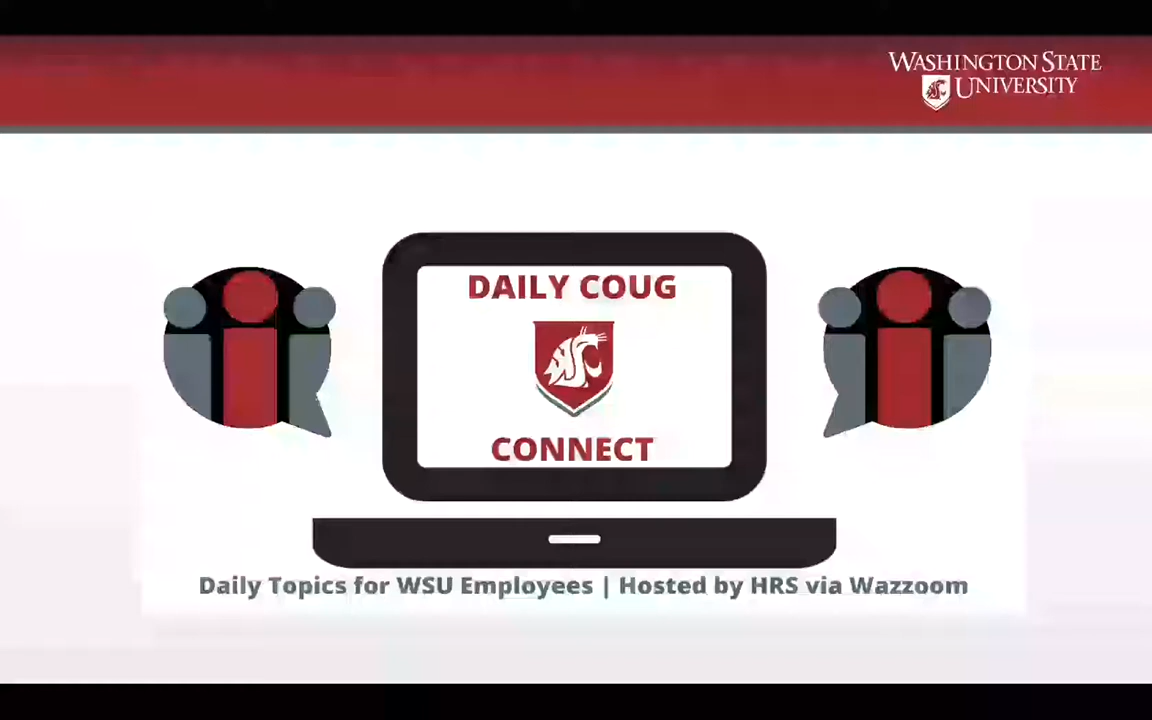 WASHINGTON STATE
UNIVERSITY
DAILY COUG
CONNECT
Daily Topics for WSU Employees | Hosted by HRS via Wazzoom